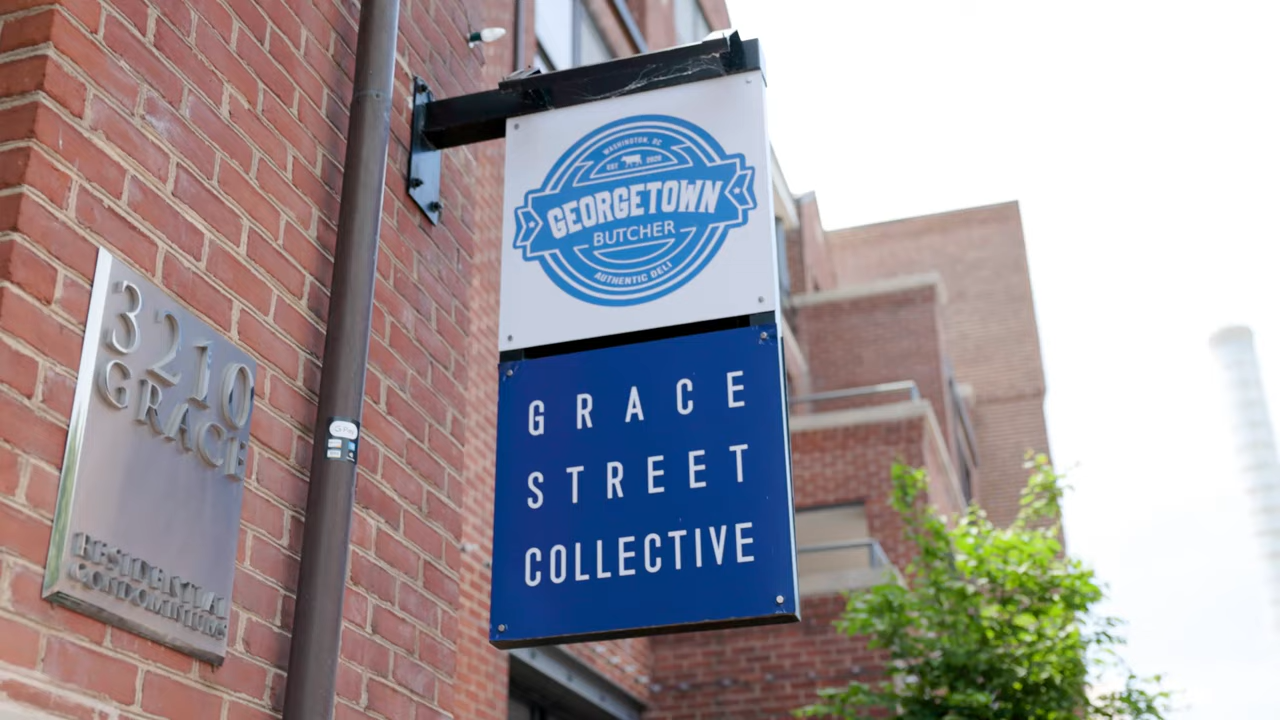 3210
GRACE
RESIDENTIAL
CONDOMINIUMS
WASHINGTON, DC
EST 2020
GEORGETOWN
BUTCHER
AUTHENTIC DELI
GRACE
STREET
COLLECTIVE